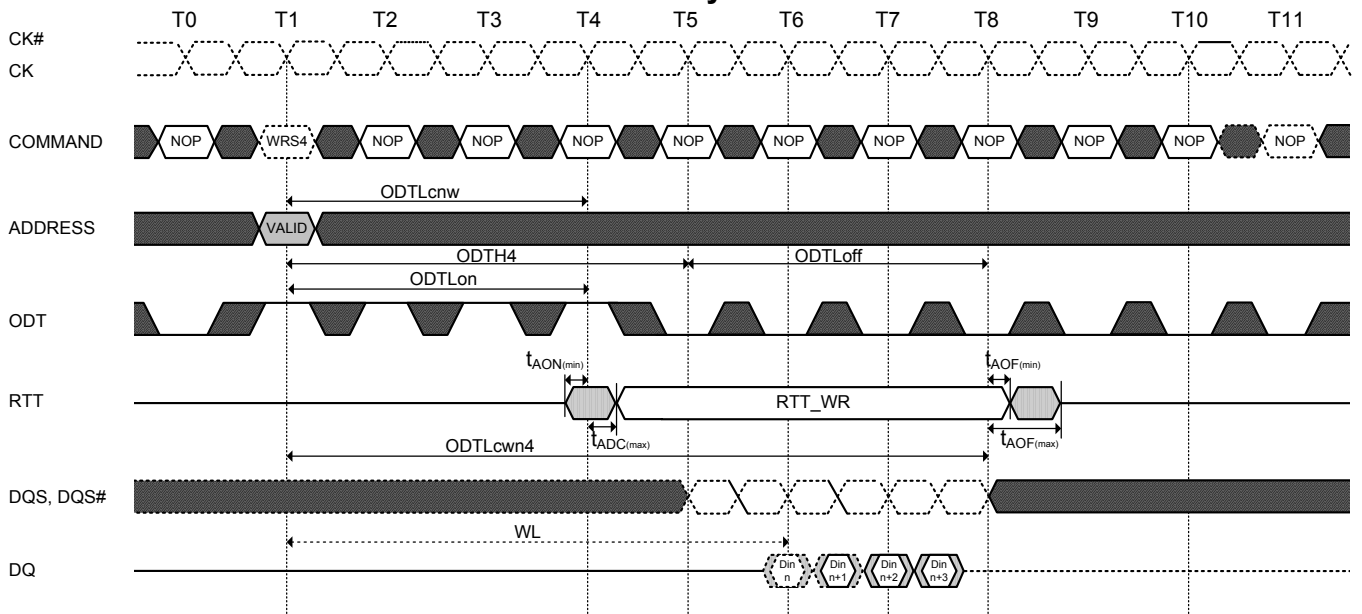 T0 T1 T2 T3 T4 T5 T6 T7 T8 T9 T10 T11
CK#
CK
COMMAND NOP WRS4 NOP NOP NOP NOP NOP NOP NOP NOP NOP NOP
ODTLcnw
ADDRESS VALID
ODTH4 ODTLoff
ODTLon
ODT
tAON(min) tAOF(min)
RTT RTT_WR
tADC(max) tAOF(max)
ODTLcwn4
DQS, DQS#
WL
DQ Din n Din n+1 Din n+2 Din n+3